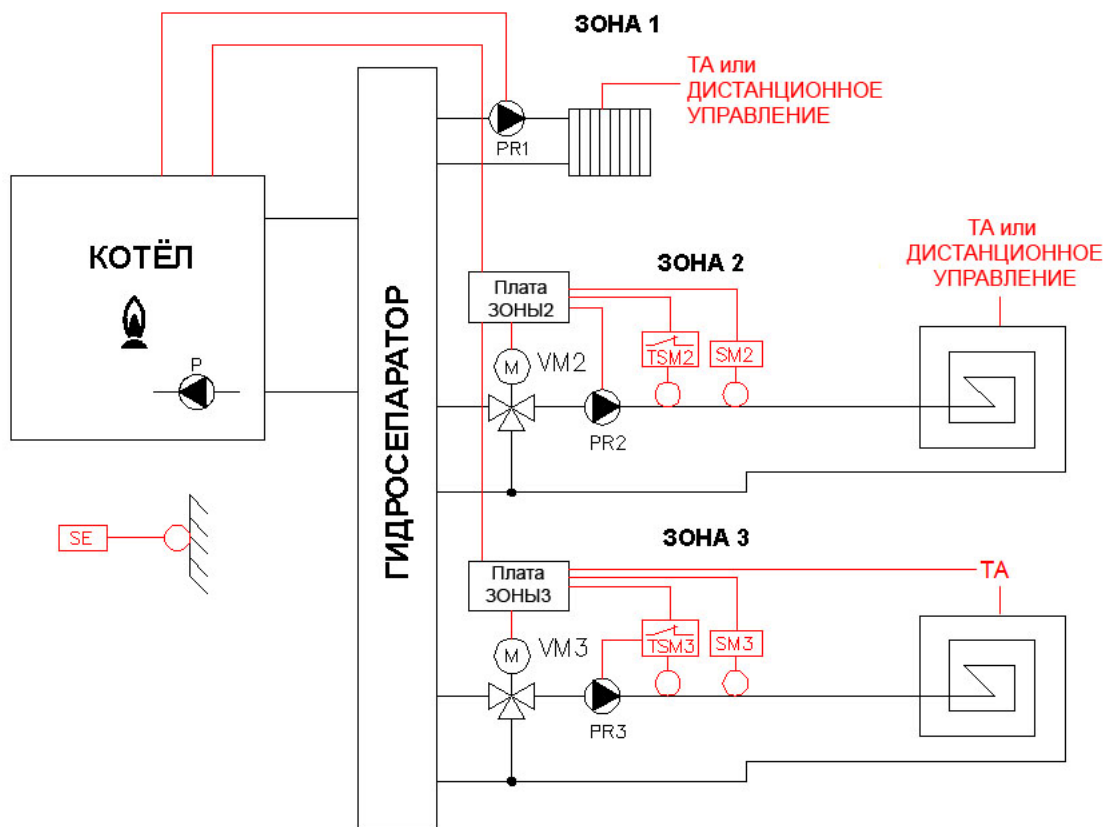 ЗОНА 1
ТА или
ДИСТАНЦИОННОЕ
УПРАВЛЕНИЕ
PR1
КОТЁЛ
P
ГИДРОСЕПАРАТОР
SE
ЗОНА 2
ТА или
ДИСТАНЦИОННОЕ
УПРАВЛЕНИЕ
Плата
ЗОНЫ2
M
VM2
TSM2
SM2
PR2
ЗОНА 3
Плата
ЗОНЫ3
ТА
M
VM3
TSM3
SM3
PR3